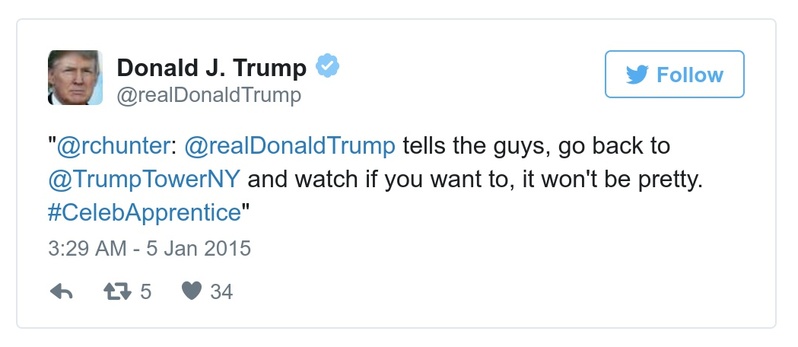 Donald J. Trump
Follow
@realDonaldTrump
"@rchunter: @realDonaldTrump tells the guys, go back to
@TrumpTowerNY and watch if you want to, it won't be pretty.
#CelebApprentice"
3:29 AM - 5 Jan 2015
5 34